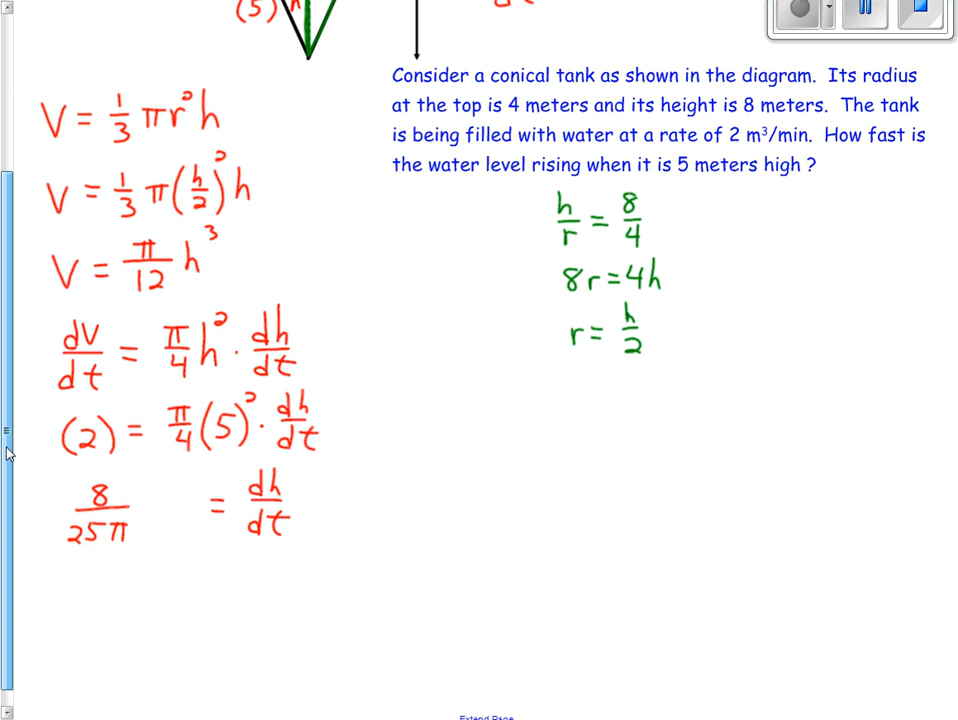 (5) h
Consider a conical tank as shown in the diagram. Its radius
at the top is 4 meters and its height is 8 meters. The tank
is being filled with water at a rate of 2 m³/min. How fast is
the water level rising when it is 5 meters high ?
V = 1/3 πr² h
V = 1/3 π(h/2)² h
V = π/12 h³
dV/dt = π/4 h² · dh/dt
(2) = π/4 (5)² · dh/dt
8/25π = dh/dt
h/r = 8/4
8r = 4h
r = h/2
Extend Page